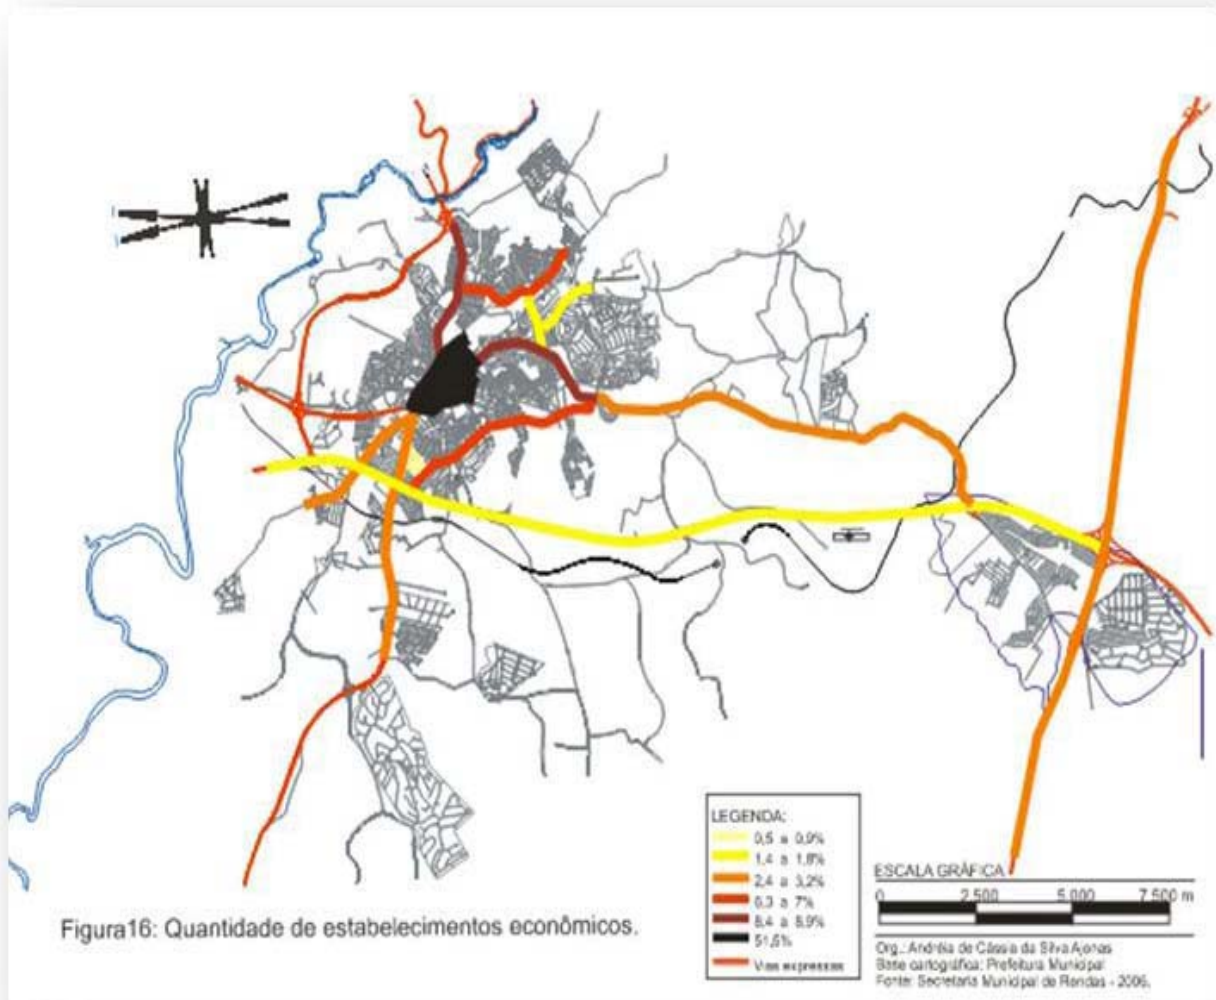 LEGENDA:
0,5 a 0,9%
1,4 a 1,8%
2,4 a 3,2%
6,3 a 7%
8,4 a 8,9%
51,5%
Vias expressas
ESCALA GRÁFICA
0 2.500 5.000 7.500 m
Figura16: Quantidade de estabelecimentos econômicos.
Org.: Andréia de Cássia da Silva Ajonas
Base cartográfica: Prefeitura Municipal
Fonte: Secretaria Municipal de Rendas - 2006.